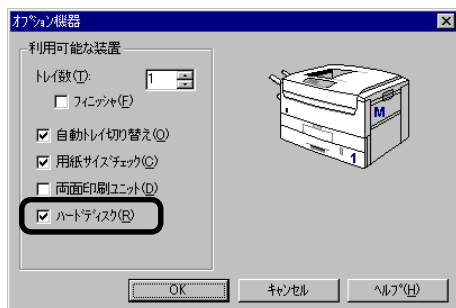 オプション機器
利用可能な装置
トレイ数(T): 1
フィニッシャ(F)
自動トレイ切り替え(O)
用紙サイズチェック(C)
両面印刷ユニット(D)
ハードディスク(R)
M
1
OK キャンセル ヘルプ(H)